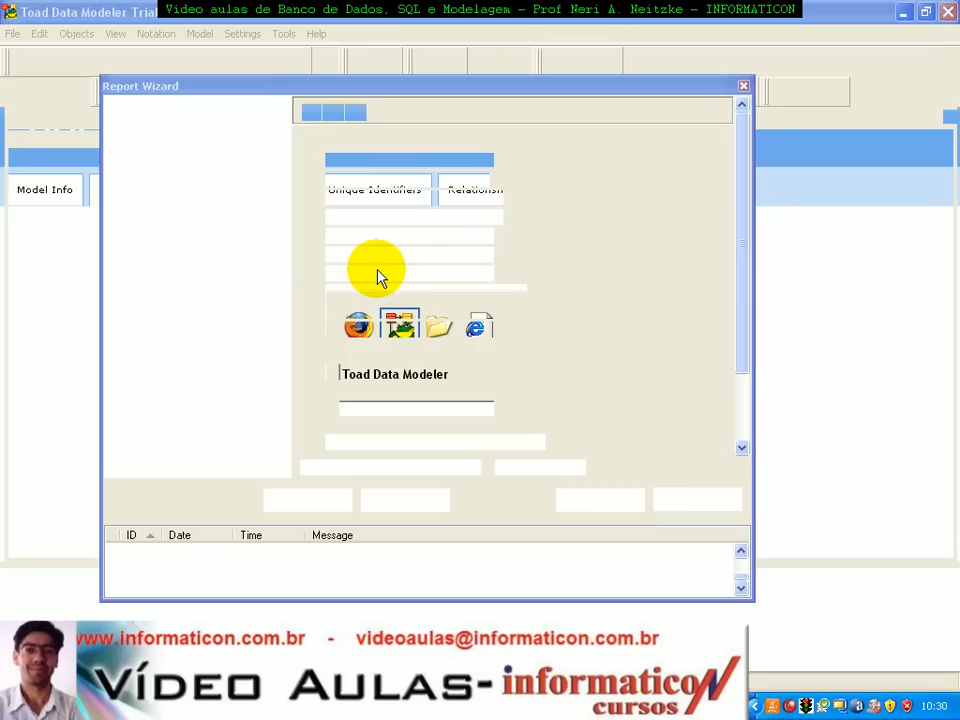 Video aulas de Banco de Dados, SQL e Modelagem - Prof Neri A. Neitzke - INFORMATICON
Toad Data Modeler Trial
File Edit Objects View Notation Model Settings Tools Help
Report Wizard
Model Info
Unique Identifiers
Toad Data Modeler
ID Date Time Message
www.informaticon.com.br - videoaulas@informaticon.com.br
VÍDEO AULAS- informaticoN
cursos
10:30